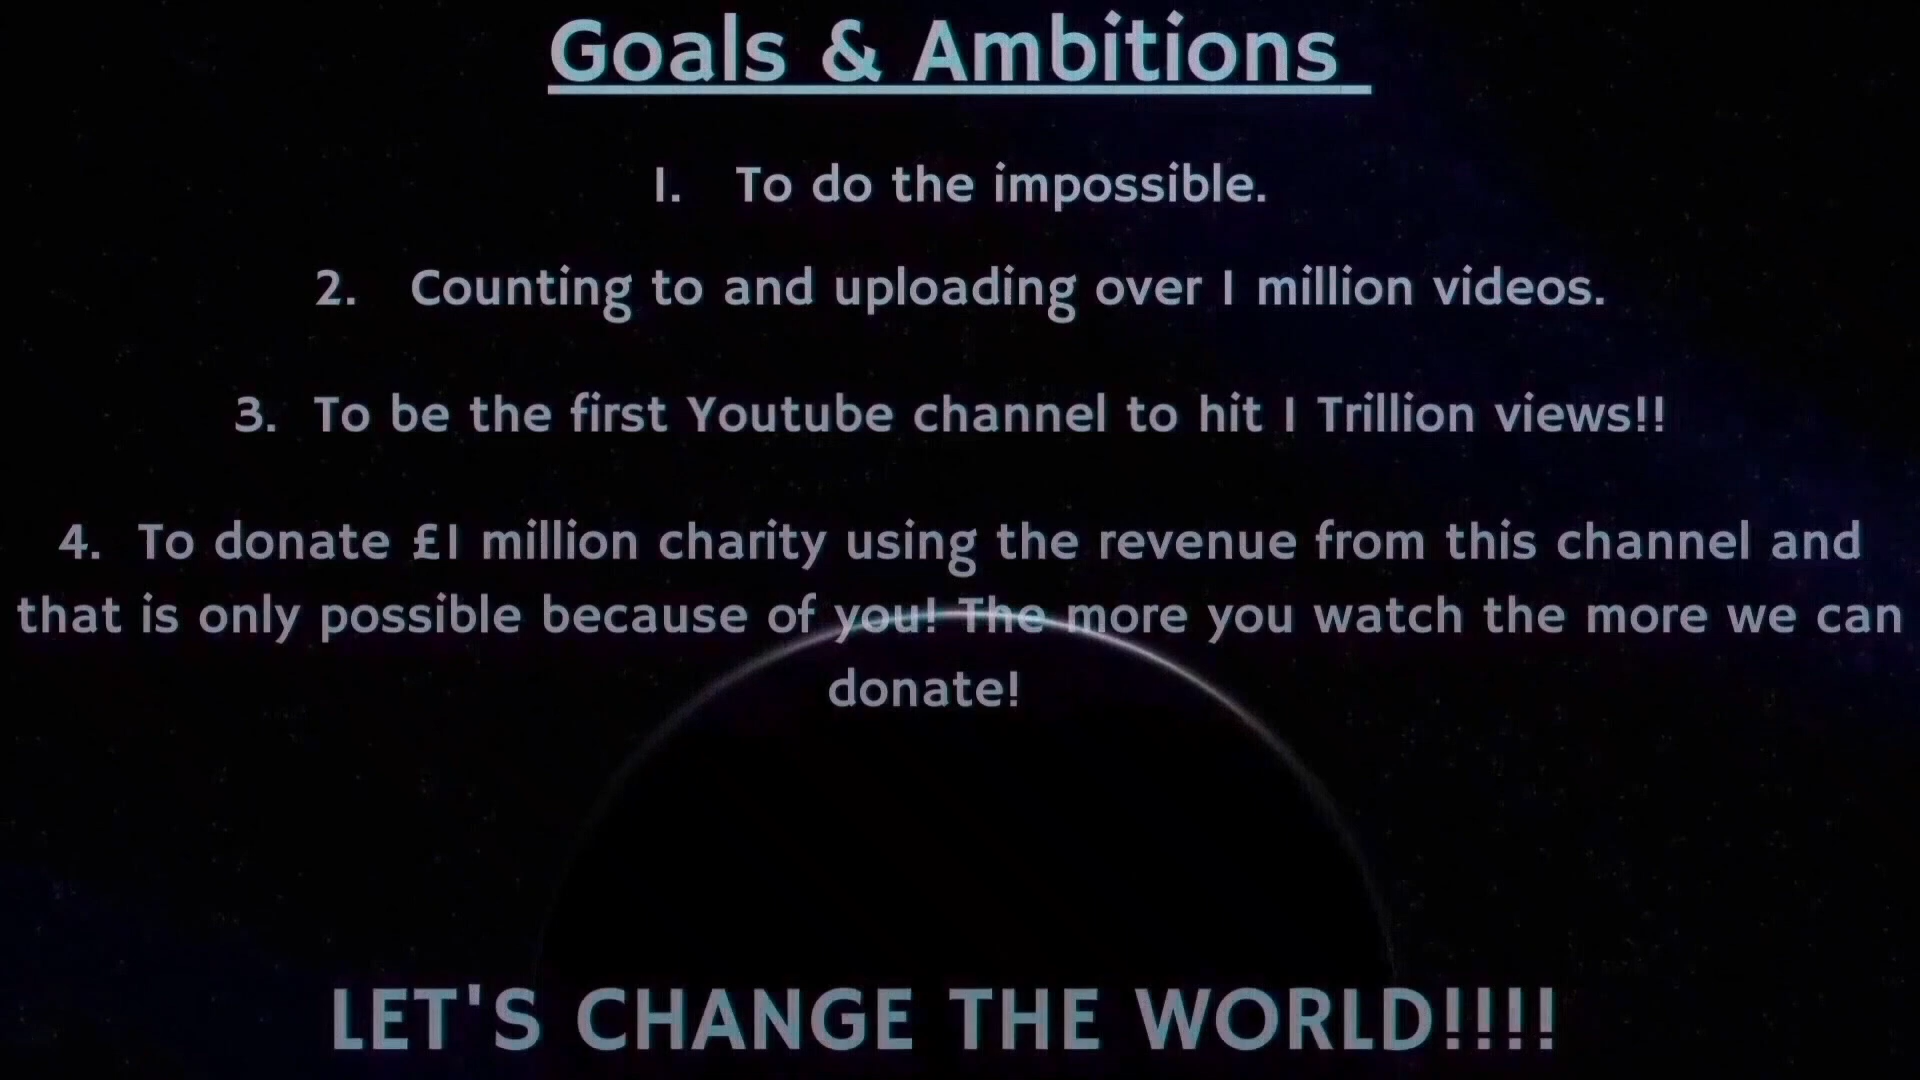 Goals & Ambitions
1. To do the impossible.
2. Counting to and uploading over 1 million videos.
3. To be the first Youtube channel to hit 1 Trillion views!!
4. To donate £1 million charity using the revenue from this channel and
that is only possible because of you! The more you watch the more we can
donate!
LET'S CHANGE THE WORLD!!!!